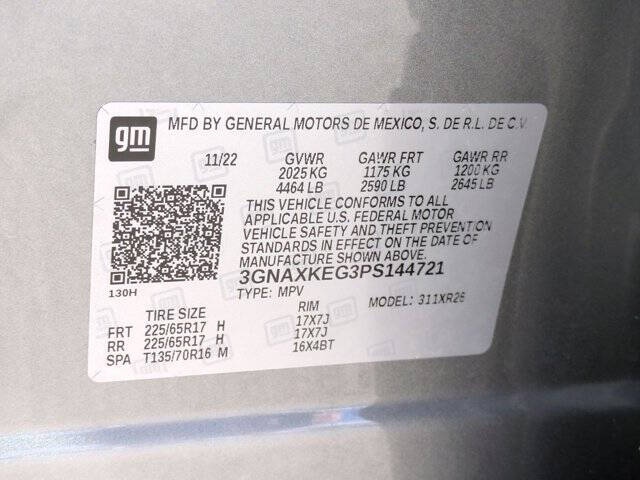 gm
MFD BY GENERAL MOTORS DE MEXICO, S. DE R.L. DE C.V.
11/22 GVWR GAWR FRT GAWR RR
2025 KG 1175 KG 1200 KG
4464 LB 2590 LB 2645 LB
THIS VEHICLE CONFORMS TO ALL
APPLICABLE U.S. FEDERAL MOTOR
VEHICLE SAFETY AND THEFT PREVENTION
STANDARDS IN EFFECT ON THE DATE OF
MANUFACTURE SHOWN ABOVE.
3GNAXKEG3PS144721
130H TYPE: MPV MODEL: 311XR26
TIRE SIZE RIM
FRT 225/65R17 H 17X7J
RR 225/65R17 H 17X7J
SPA T135/70R16 M 16X4BT